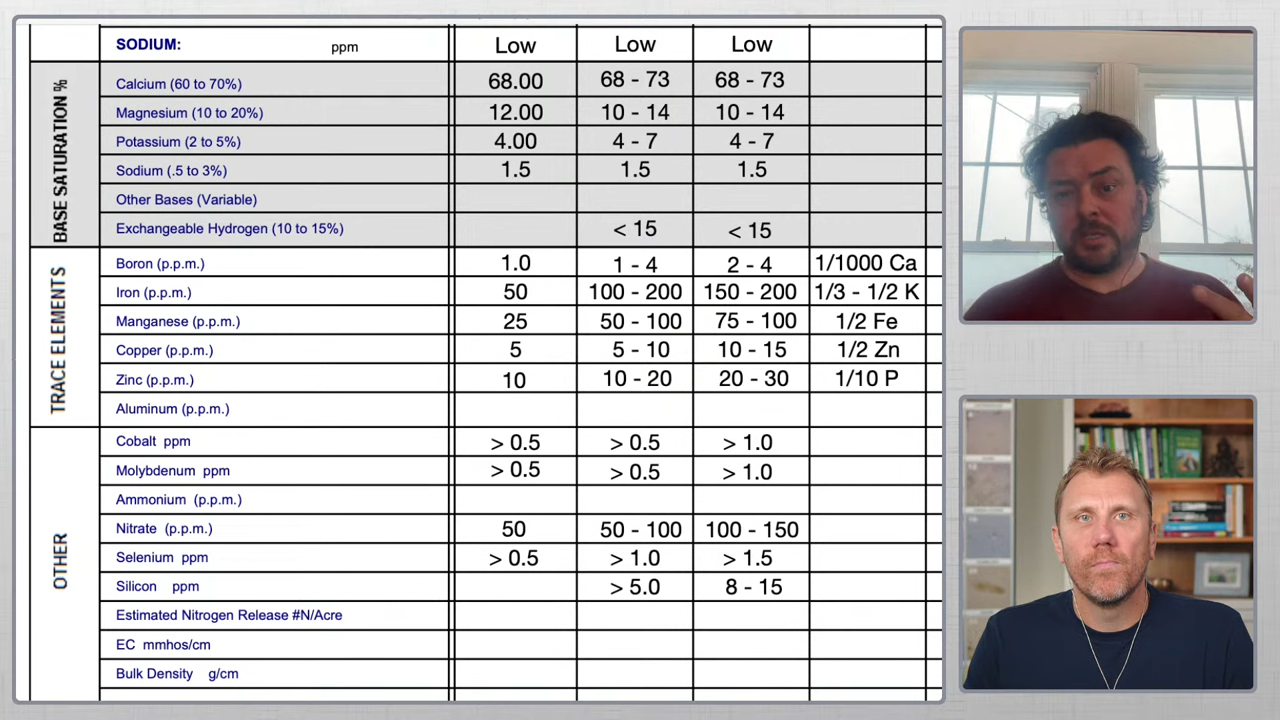 SODIUM: ppm Low Low Low
BASE SATURATION %
Calcium (60 to 70%) 68.00 68 - 73 68 - 73
Magnesium (10 to 20%) 12.00 10 - 14 10 - 14
Potassium (2 to 5%) 4.00 4 - 7 4 - 7
Sodium (.5 to 3%) 1.5 1.5 1.5
Other Bases (Variable)
Exchangeable Hydrogen (10 to 15%) < 15 < 15
TRACE ELEMENTS
Boron (p.p.m.) 1.0 1 - 4 2 - 4 1/1000 Ca
Iron (p.p.m.) 50 100 - 200 150 - 200 1/3 - 1/2 K
Manganese (p.p.m.) 25 50 - 100 75 - 100 1/2 Fe
Copper (p.p.m.) 5 5 - 10 10 - 15 1/2 Zn
Zinc (p.p.m.) 10 10 - 20 20 - 30 1/10 P
Aluminum (p.p.m.)
OTHER
Cobalt ppm > 0.5 > 0.5 > 1.0
Molybdenum ppm > 0.5 > 0.5 > 1.0
Ammonium (p.p.m.)
Nitrate (p.p.m.) 50 50 - 100 100 - 150
Selenium ppm > 0.5 > 1.0 > 1.5
Silicon ppm > 5.0 8 - 15
Estimated Nitrogen Release #N/Acre
EC mmhos/cm
Bulk Density g/cm